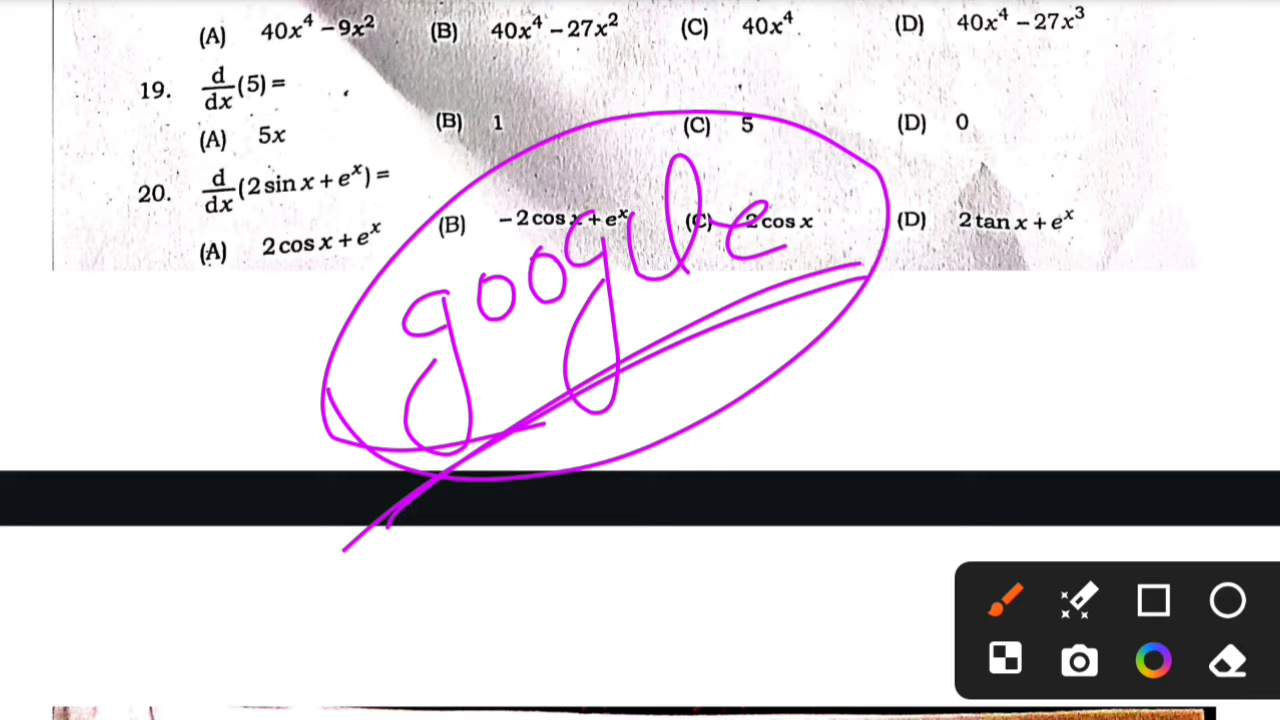 (A) 40x⁴ – 9x² (B) 40x⁴ – 27x² (C) 40x⁴. (D) 40x⁴ – 27x³
19. d/dx (5) =
(A) 5x (B) 1 (C) 5 (D) 0
20. d/dx (2 sin x + eˣ) =
(A) 2 cos x + eˣ (B) – 2 cos x + eˣ (C) 2 cos x (D) 2 tan x + eˣ
google